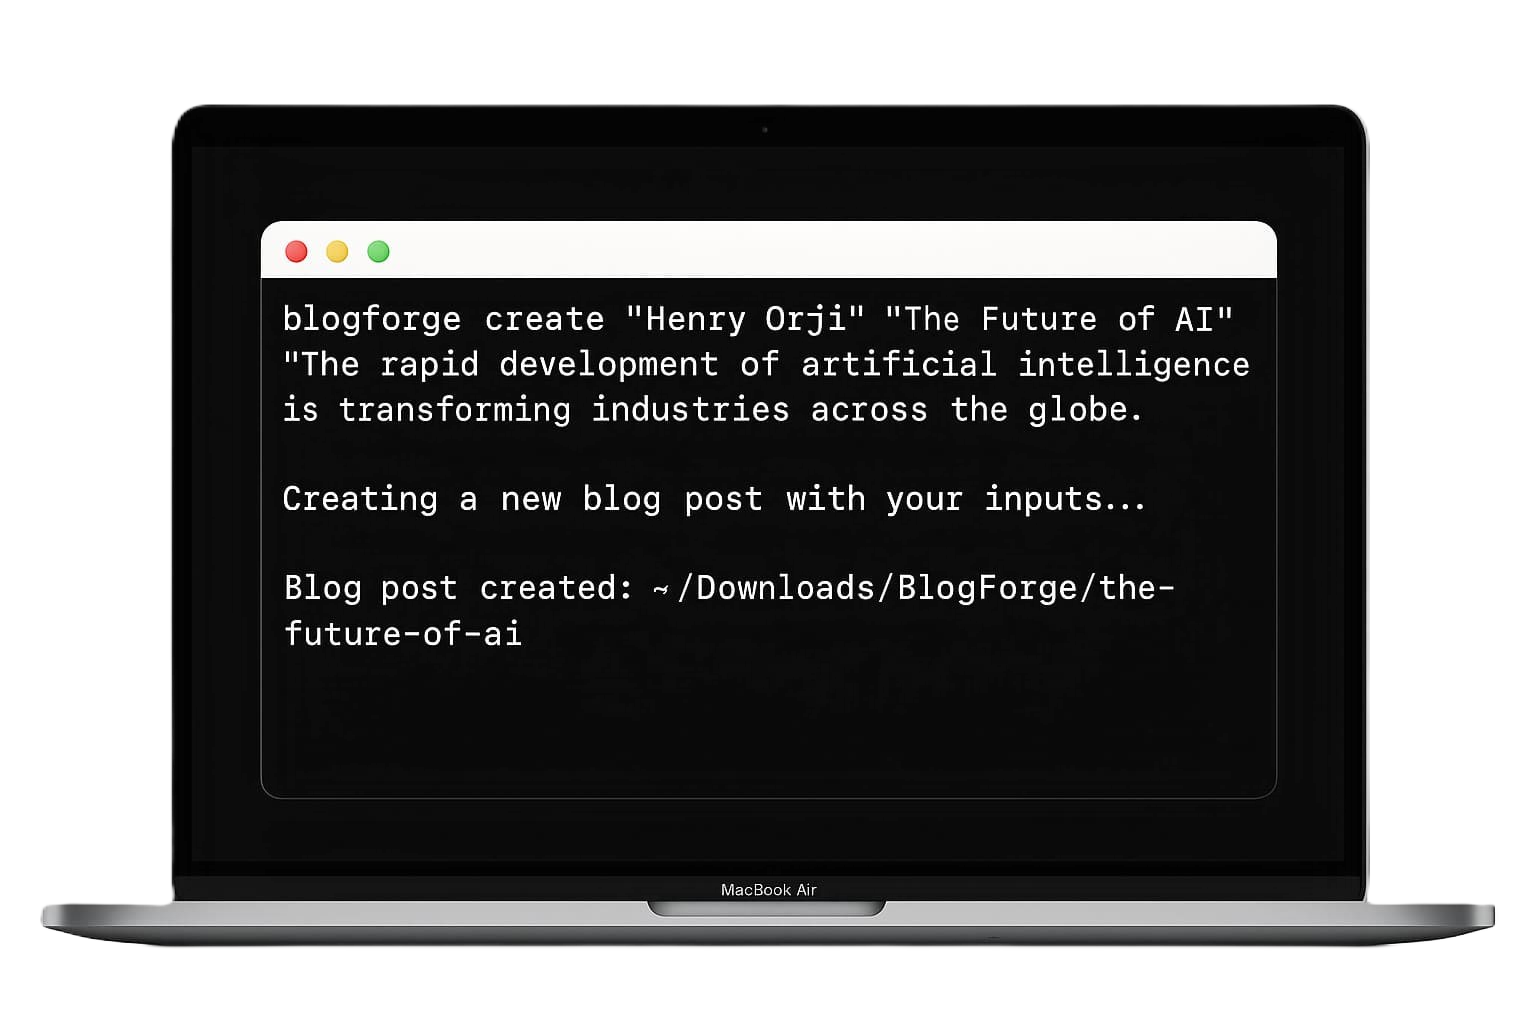 blogforge create "Henry Orji" "The Future of AI"
"The rapid development of artificial intelligence
is transforming industries across the globe.
Creating a new blog post with your inputs...
Blog post created: ~/Downloads/BlogForge/the-
future-of-ai
MacBook Air